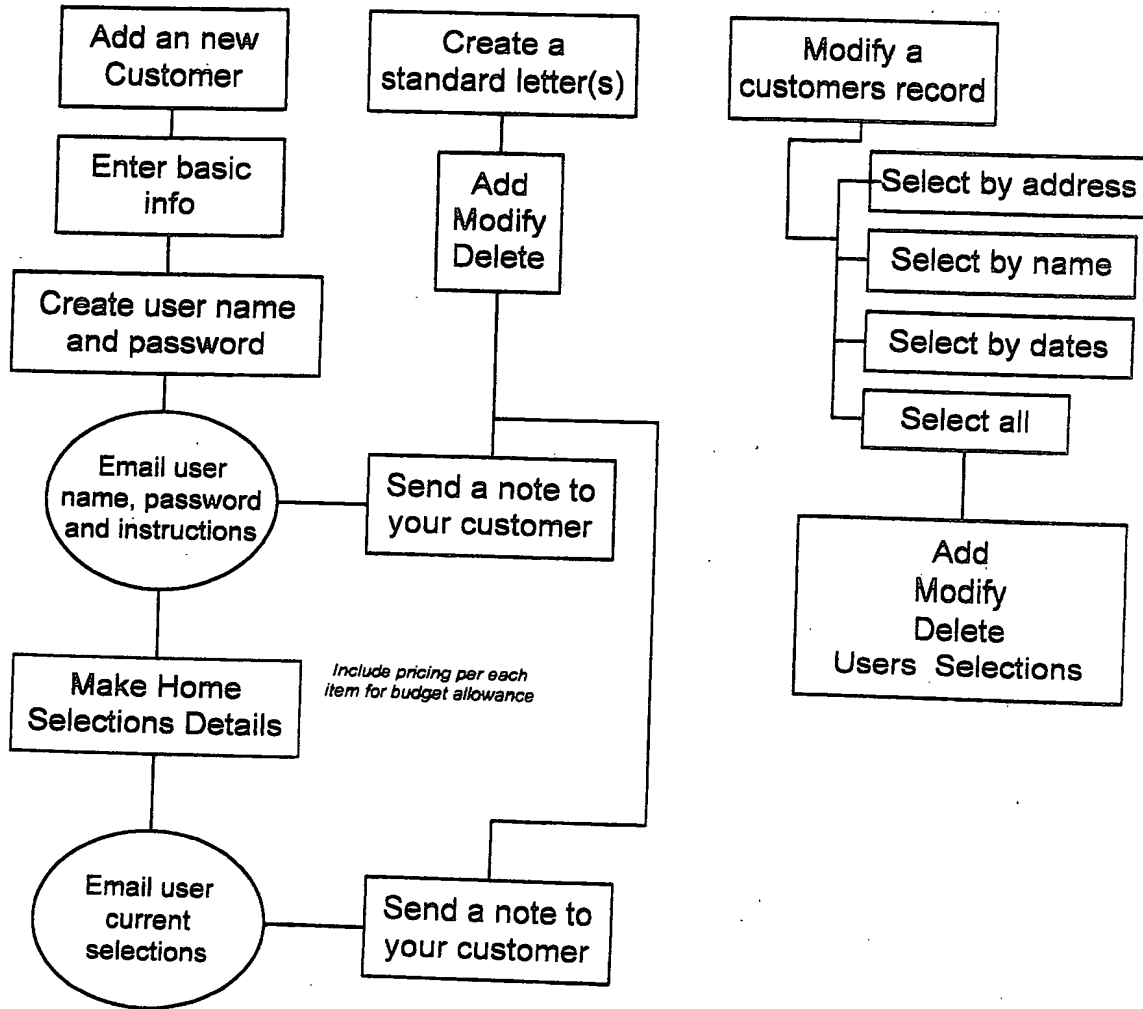 Add an new
Customer
Enter basic
info
Create user name
and password
Email user
name, password
and instructions
Make Home
Selections Details
Include pricing per each
item for budget allowance
Email user
current
selections
Create a
standard letter(s)
Add
Modify
Delete
Send a note to
your customer
Send a note to
your customer
Modify a
customers record
Select by address
Select by name
Select by dates
Select all
Add
Modify
Delete
Users Selections